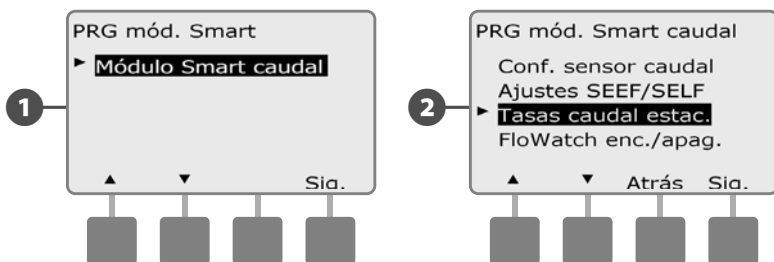 PRG mód. Smart
► Módulo Smart caudal
1
▲ ▼ Sig.
PRG mód. Smart caudal
Conf. sensor caudal
Ajustes SEEF/SELF
► Tasas caudal estac.
FloWatch enc./apag.
2
▲ ▼ Atrás Sig.